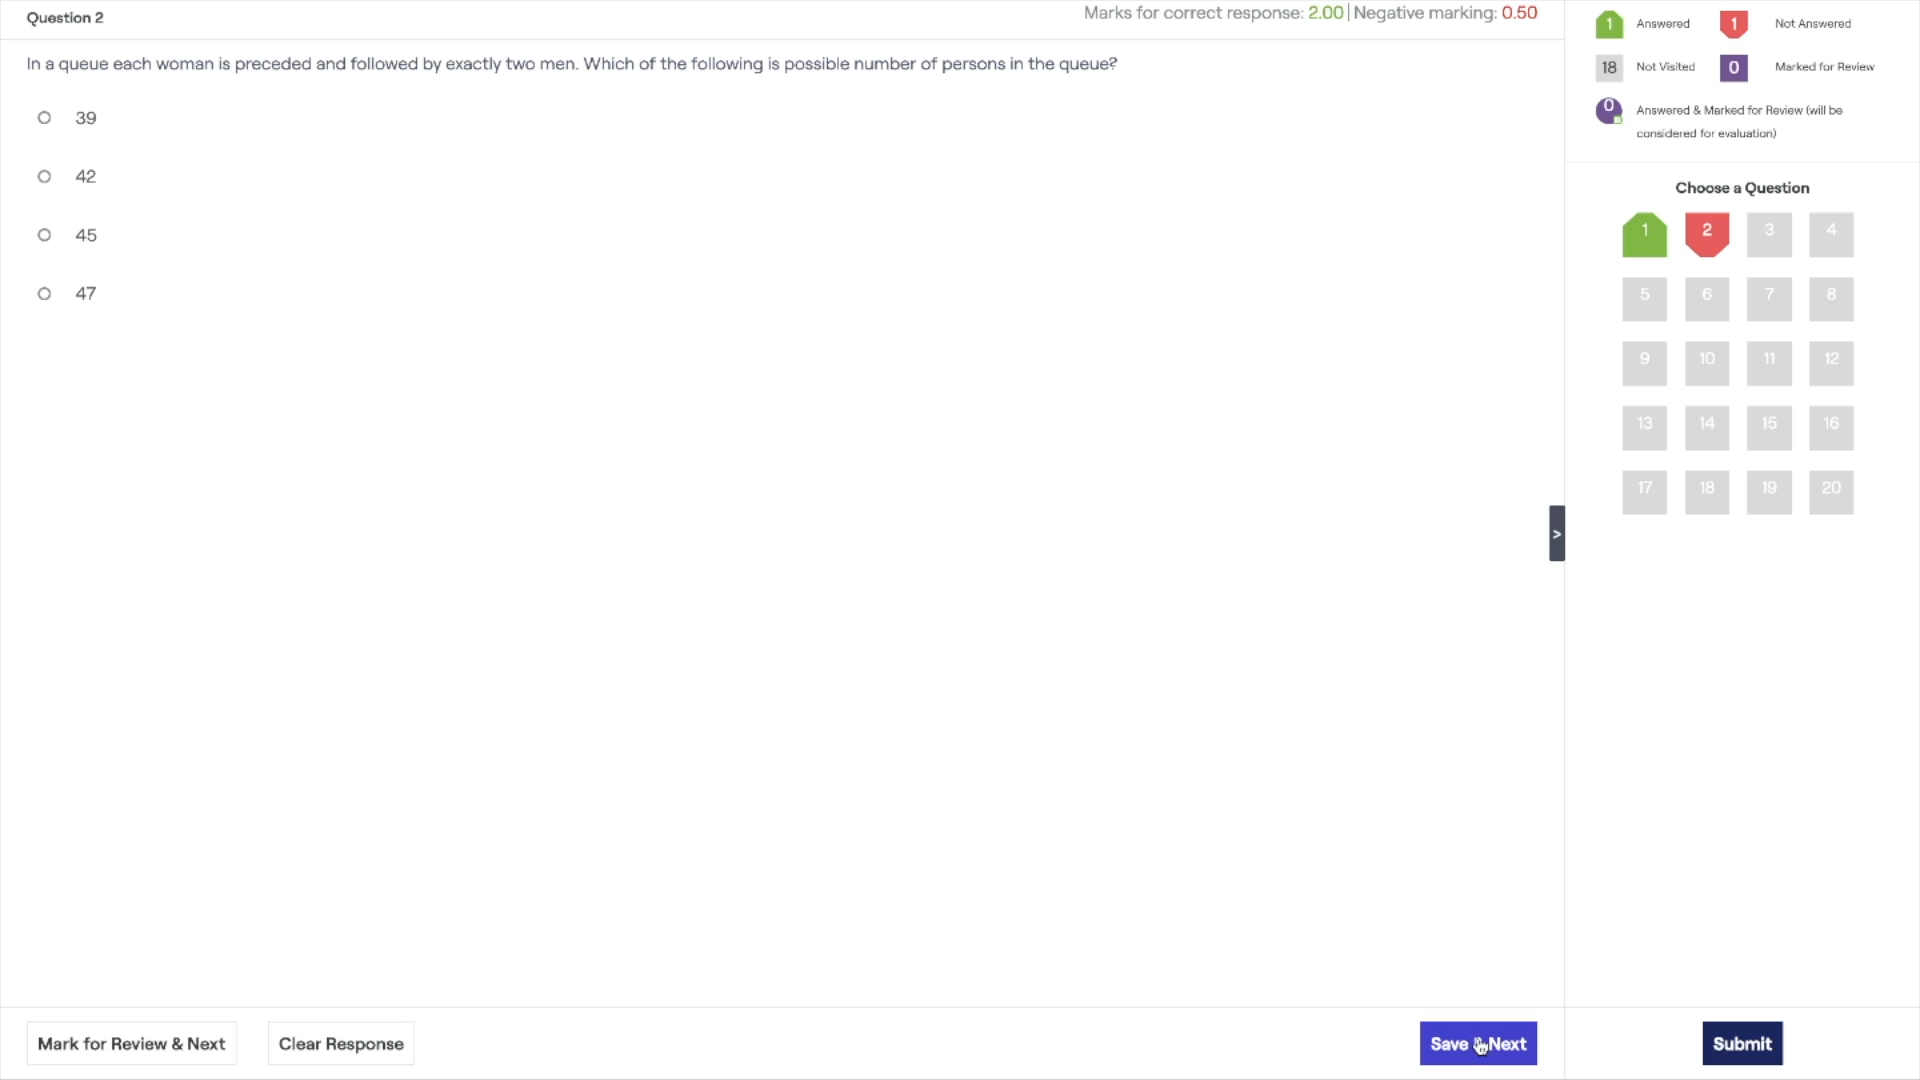 Question 2
Marks for correct response: 2.00 | Negative marking: 0.50
In a queue each woman is preceded and followed by exactly two men. Which of the following is possible number of persons in the queue?
39
42
45
47
Mark for Review & Next
Clear Response
Save & Next
1 Answered
1 Not Answered
18 Not Visited
0 Marked for Review
0 Answered & Marked for Review (will be
considered for evaluation)
Choose a Question
1 2 3 4
5 6 7 8
9 10 11 12
13 14 15 16
17 18 19 20
>
Submit